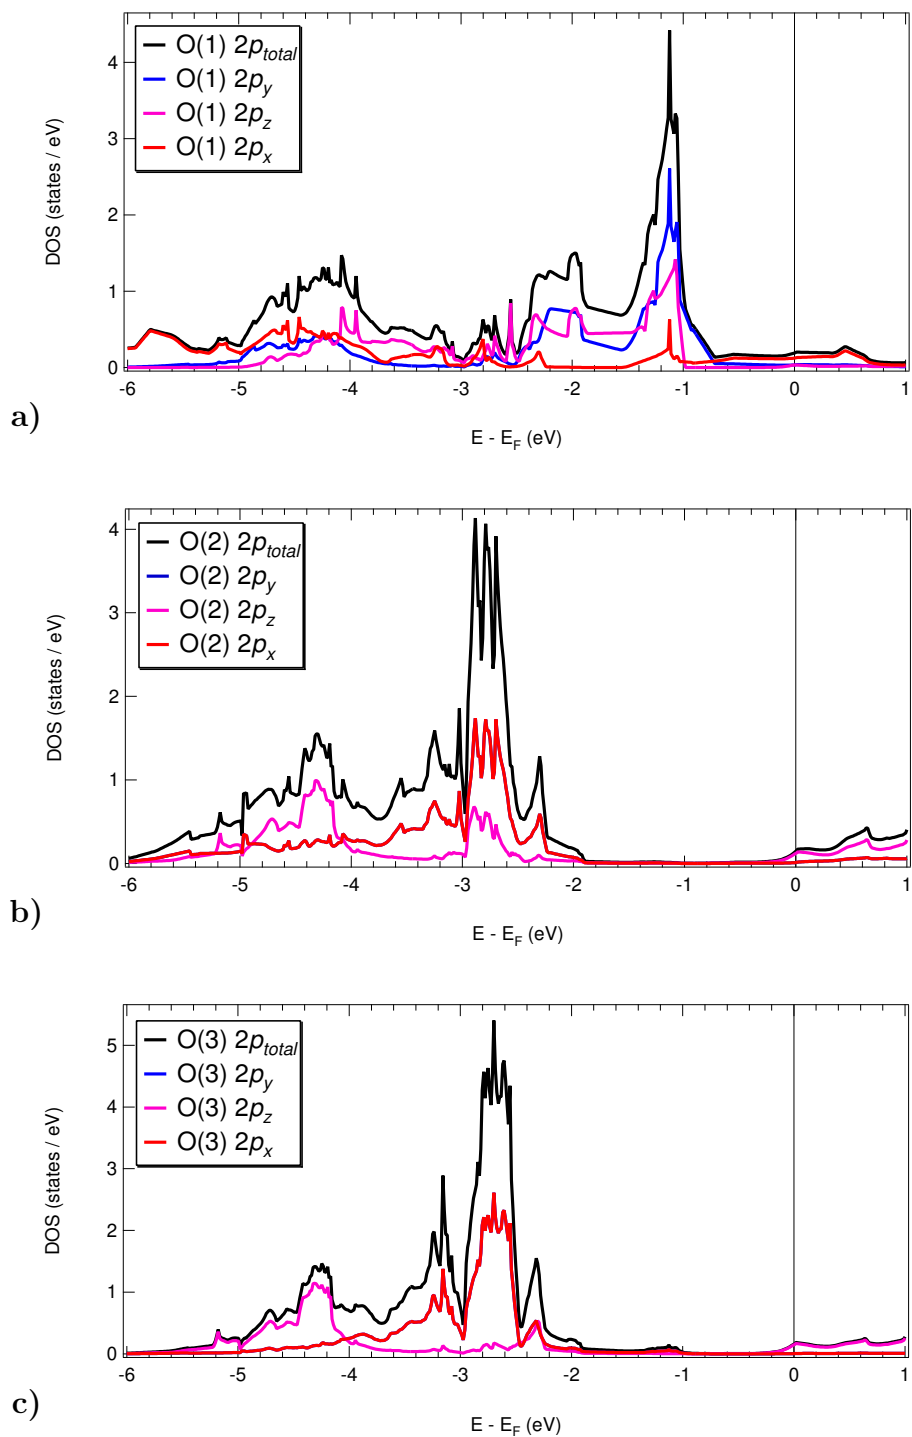 O(1) 2p_total
O(1) 2p_y
O(1) 2p_z
O(1) 2p_x
DOS (states / eV)
4
3
2
1
0
-6 -5 -4 -3 -2 -1 0 1
a)
E - E_F (eV)
O(2) 2p_total
O(2) 2p_y
O(2) 2p_z
O(2) 2p_x
DOS (states / eV)
4
3
2
1
0
-6 -5 -4 -3 -2 -1 0 1
b)
E - E_F (eV)
O(3) 2p_total
O(3) 2p_y
O(3) 2p_z
O(3) 2p_x
DOS (states / eV)
5
4
3
2
1
0
-6 -5 -4 -3 -2 -1 0 1
c)
E - E_F (eV)